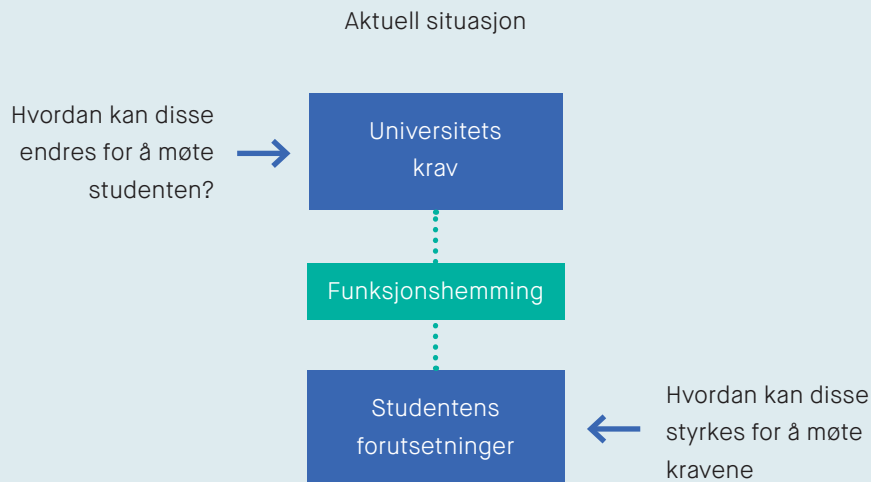 Aktuell situasjon
Hvordan kan disse
endres for å møte
studenten?
Universitets
krav
Funksjonshemming
Studentens
forutsetninger
Hvordan kan disse
styrkes for å møte
kravene